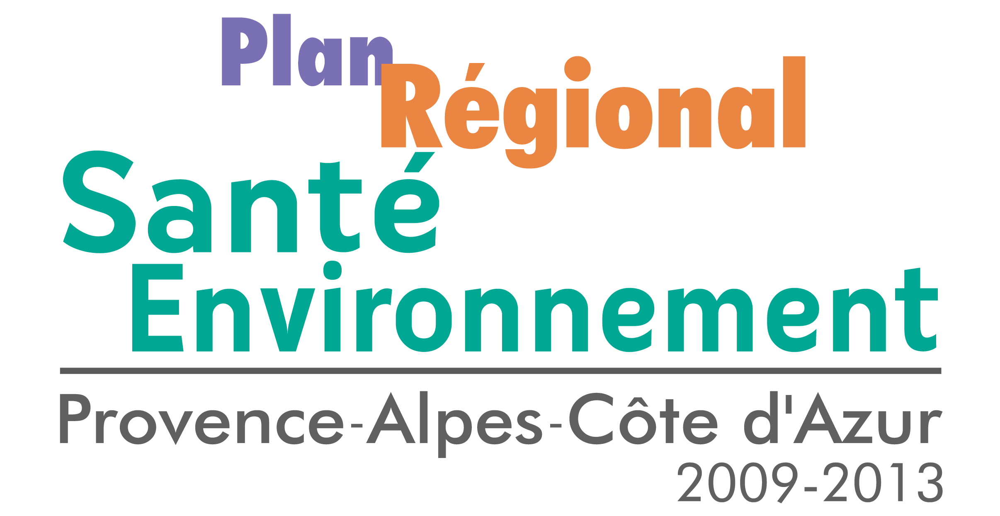 Plan
Régional
Santé
Environnement
Provence-Alpes-Côte d'Azur
2009-2013